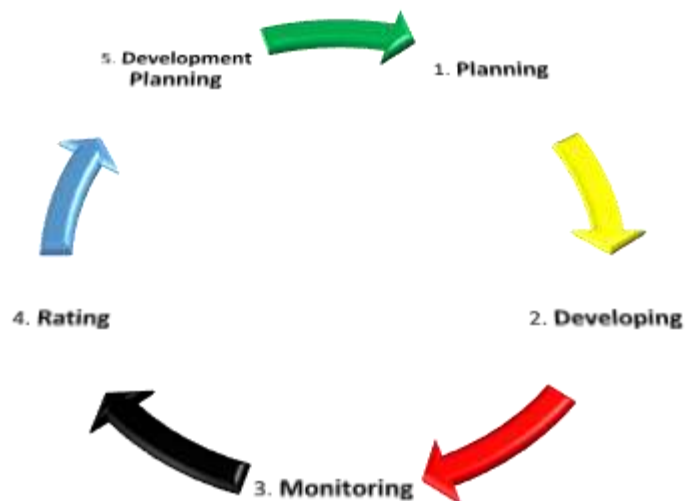 1. Planning
2. Developing
3. Monitoring
4. Rating
5. Development
Planning